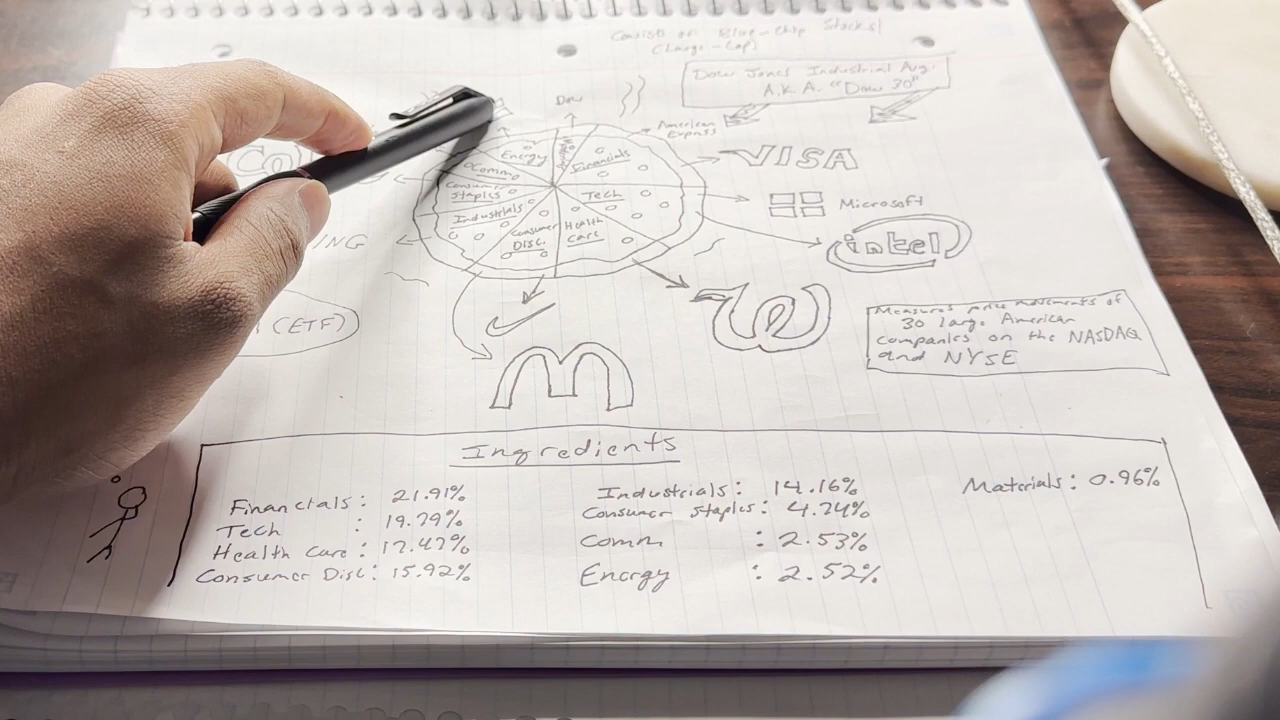 Consists of Blue-Chip Stocks!
(Large-Cap)
Dow Jones Industrial Avg.
A.K.A. "Dow 30"
Dow
American
Express
VISA
Microsoft
intel
Energy
Financials
Comm
Consumer
staples
Tech
Industrials
Consumer
Disc.
Health
Care
ING
(ETF)
Measures price movements of
30 large American
companies on the NASDAQ
and NYSE
Ingredients
Financials: 21.91%
Tech : 19.79%
Health Care: 17.47%
Consumer Disc: 15.92%
Industrials: 14.16%
Consumer staples: 4.74%
Comm : 2.53%
Energy : 2.52%
Materials: 0.96%